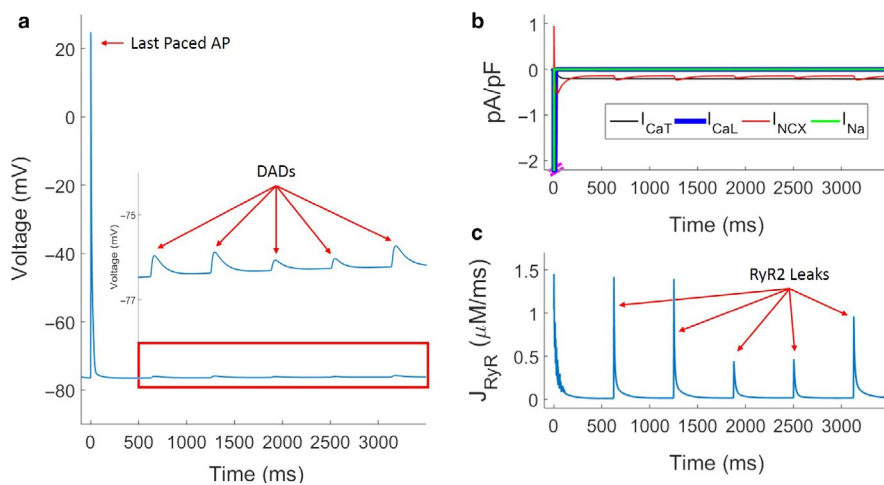 a
Last Paced AP
20
0
−20
−40
−60
−80
Voltage (mV)
DADs
−75
−77
Voltage (mV)
0 500 1000 1500 2000 2500 3000
Time (ms)
b
1
0
−1
−2
pA/pF
I_CaT I_CaL I_NCX I_Na
0 500 1000 1500 2000 2500 3000
Time (ms)
c
RyR2 Leaks
1.5
1
0.5
0
J_RyR (μM/ms)
0 500 1000 1500 2000 2500 3000
Time (ms)